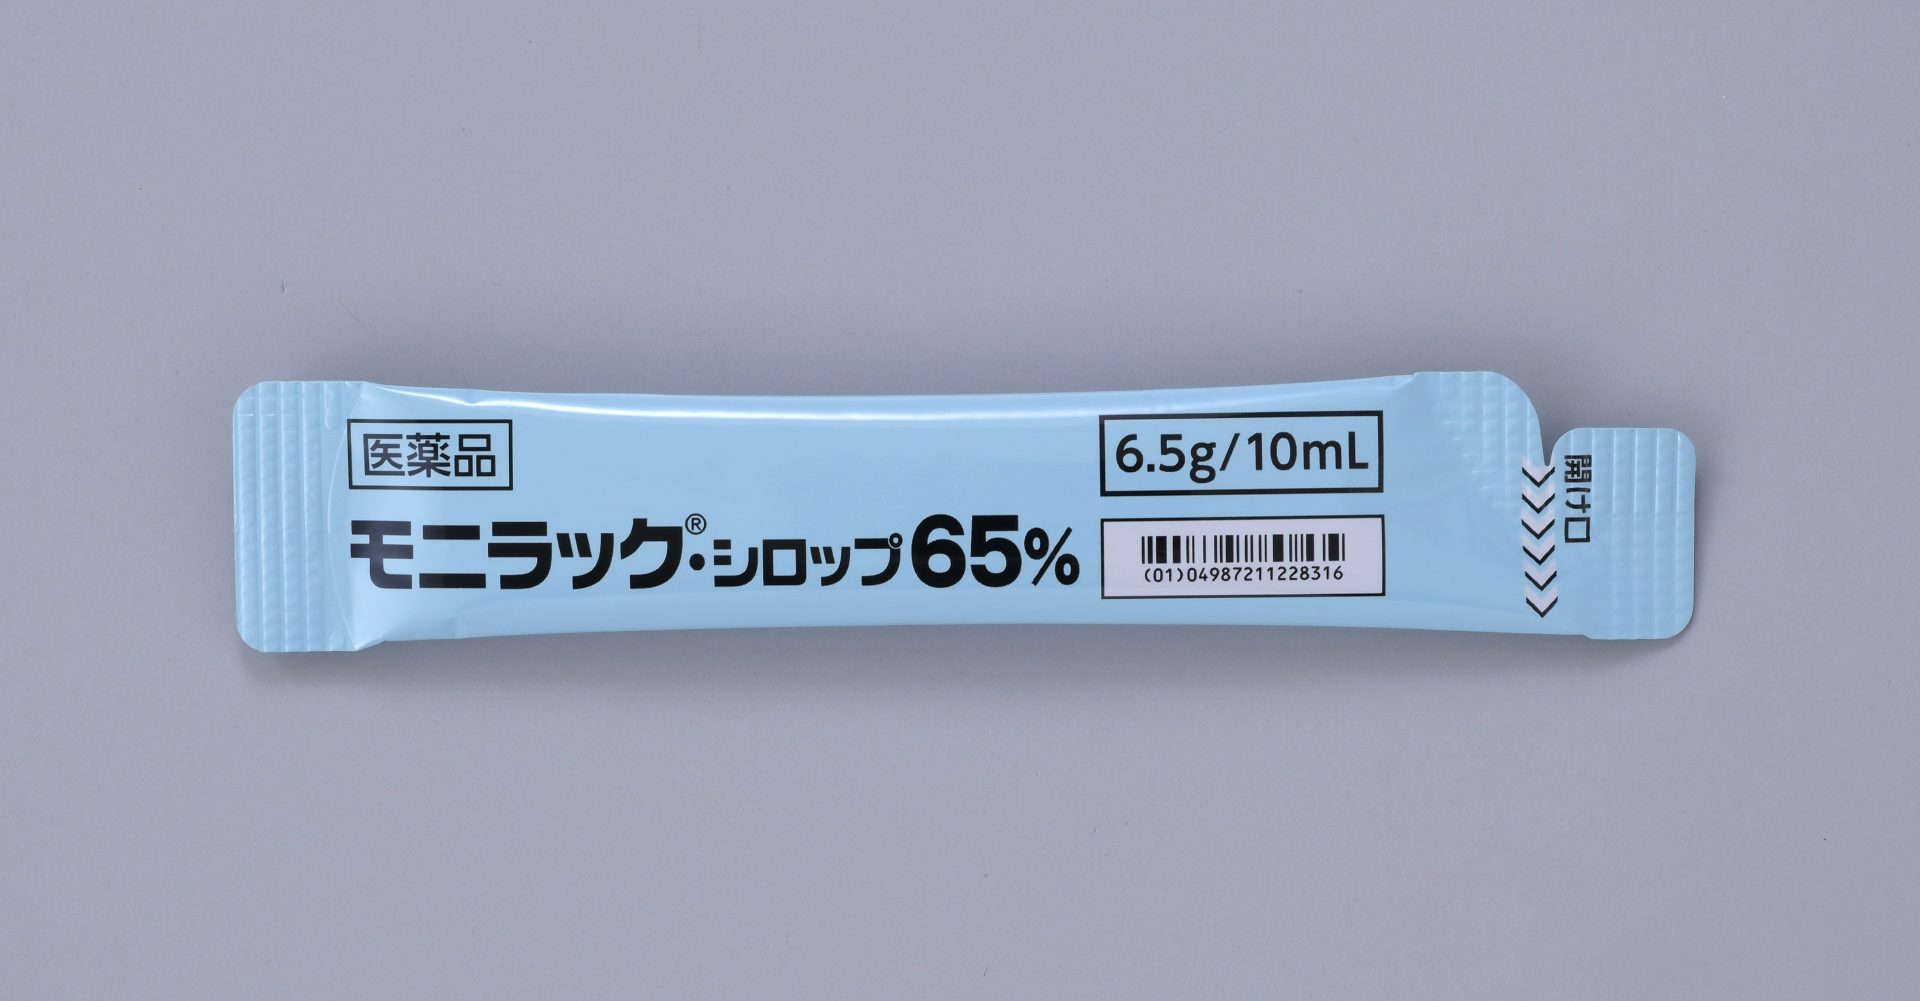 医薬品
モニラック®・シロップ65%
6.5g/10mL
(01)04987211228316
開け口